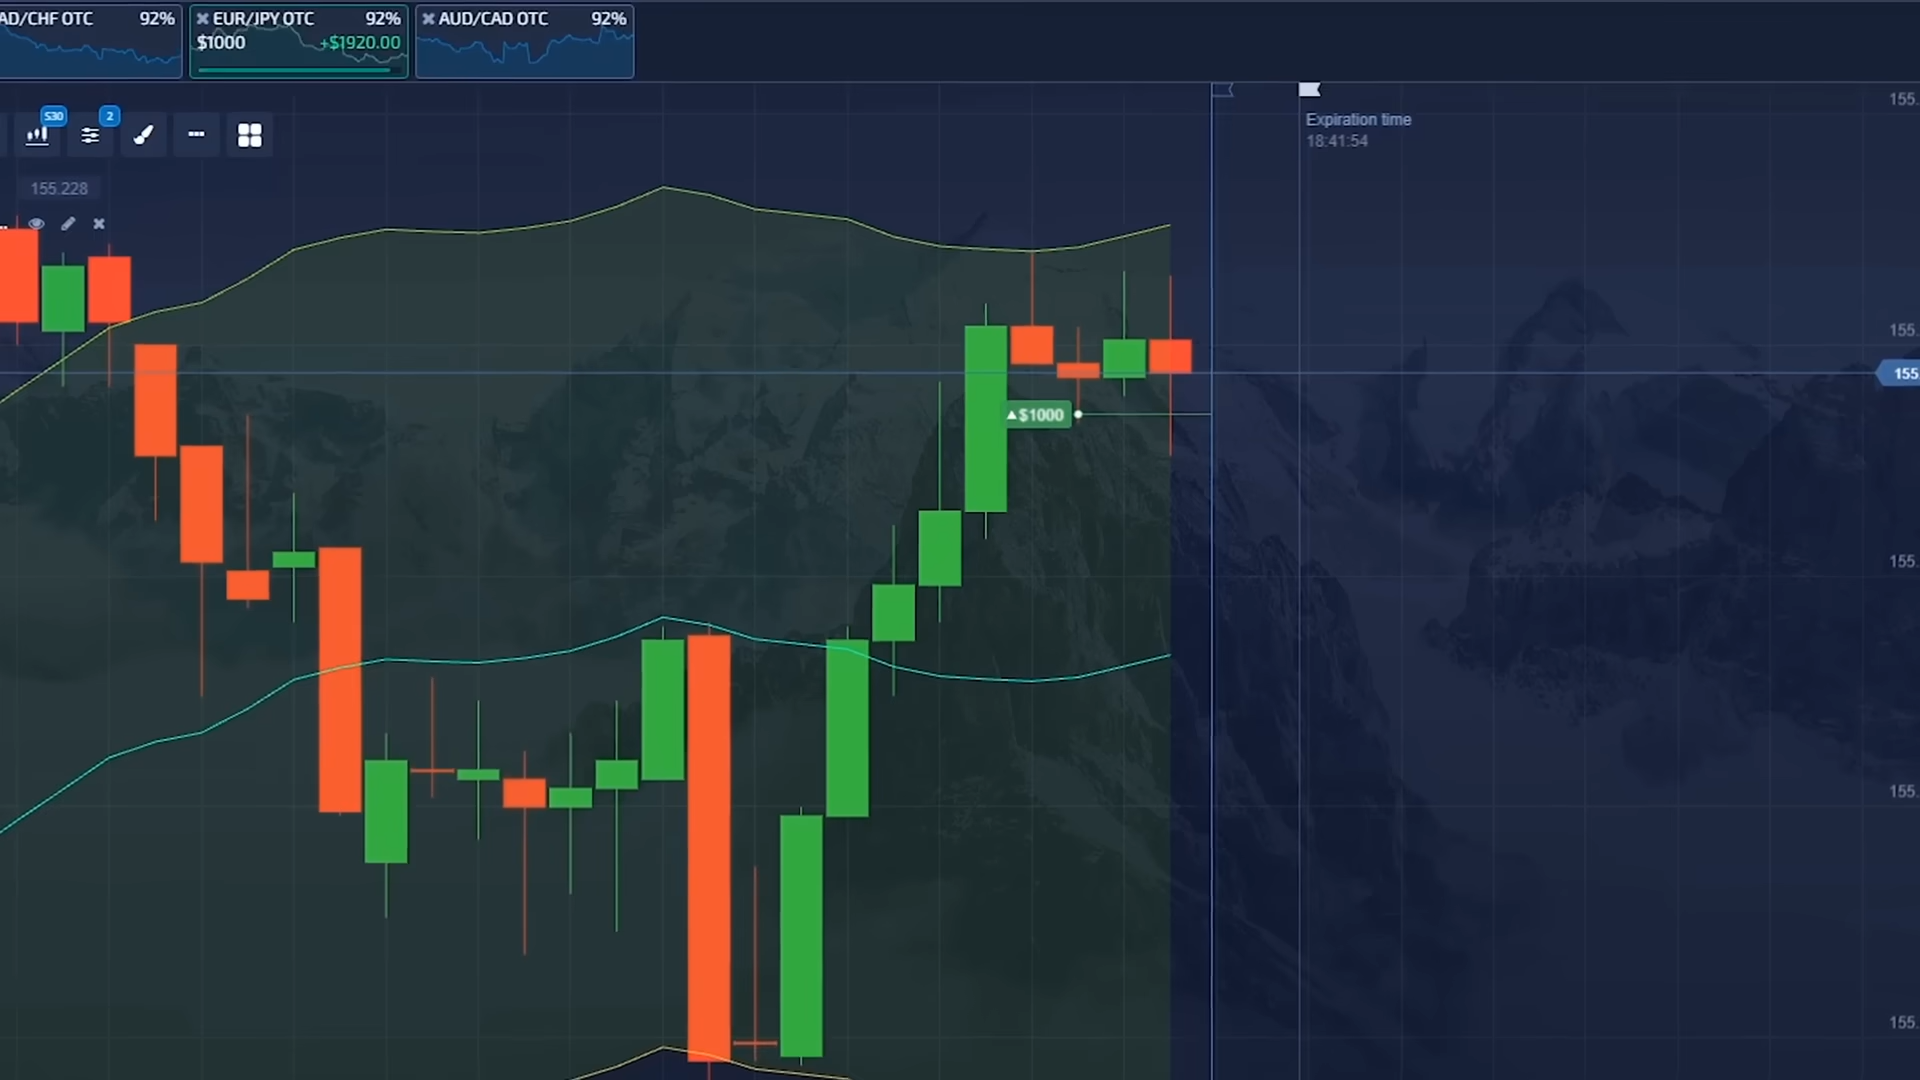 AD/CHF OTC 92%
EUR/JPY OTC 92%
$1000 +$1920.00
AUD/CAD OTC 92%
S30
2
155.228
Expiration time
18:41:54
$1000
155.
155.
155.
155.
155.
155.